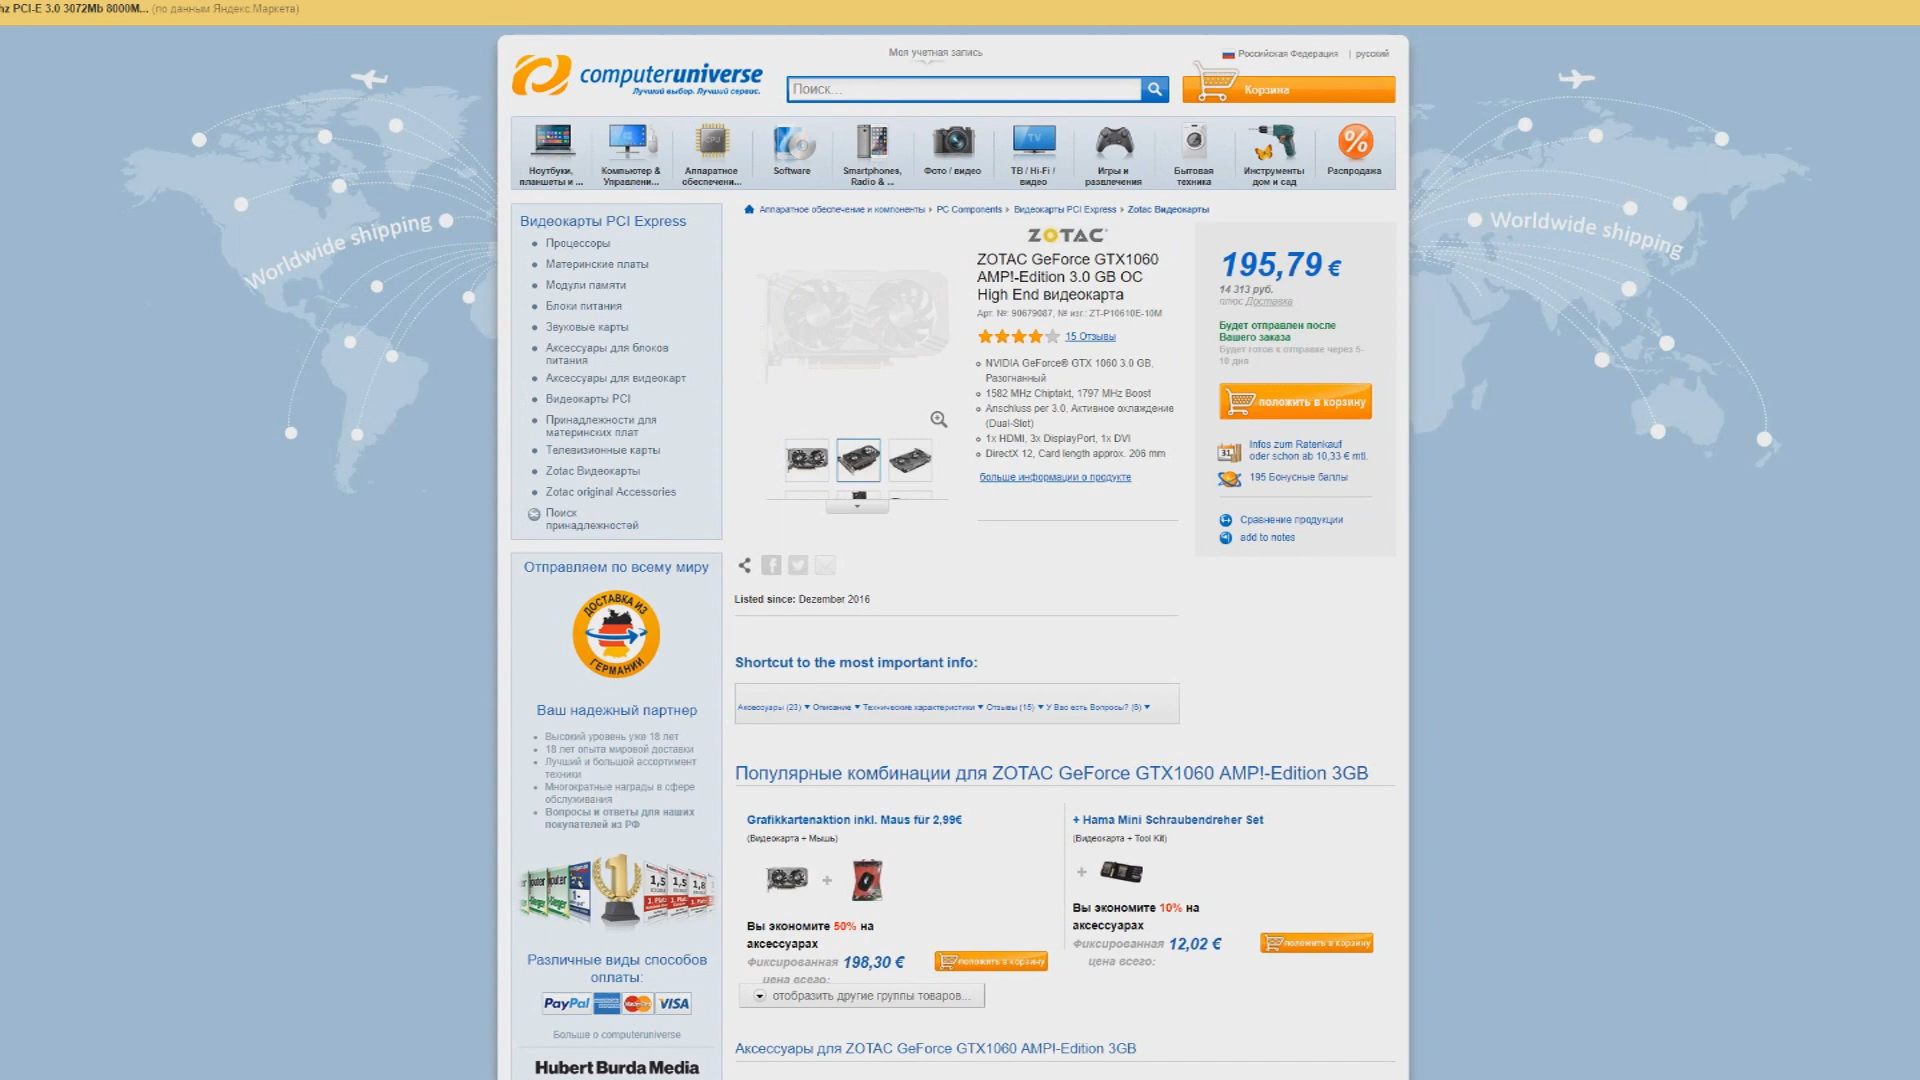 hz PCI-E 3.0 3072Mb 8000M... (по данным Яндекс.Маркета)
Моя учетная запись
Российская Федерация | русский
computeruniverse
Лучший выбор. Лучший сервис.
Поиск...
Корзина
Ноутбуки, планшеты и ...
Компьютер & Управлени...
Аппаратное обеспечени...
Software
Smartphones, Radio & ...
Фото / видео
ТВ / Hi-Fi / видео
Игры и развлечения
Бытовая техника
Инструменты дом и сад
Распродажа
Worldwide shipping
Worldwide shipping
Видеокарты PCI Express
Процессоры
Материнские платы
Модули памяти
Блоки питания
Звуковые карты
Аксессуары для блоков
питания
Аксессуары для видеокарт
Видеокарты PCI
Принадлежности для
материнских плат
Телевизионные карты
Zotac Видеокарты
Zotac original Accessories
Поиск
принадлежностей
Аппаратное обеспечение и компоненты › PC Components › Видеокарты PCI Express › Zotac Видеокарты
ZOTAC
ZOTAC GeForce GTX1060
AMP!-Edition 3.0 GB OC
High End видеокарта
Арт. №: 90679087, № изг.: ZT-P10610E-10M
15 Отзывы
NVIDIA GeForce® GTX 1060 3.0 GB,
Разогнанный
1582 MHz Chiptakt, 1797 MHz Boost
Anschluss per 3.0, Активное охлаждение
(Dual-Slot)
1x HDMI, 3x DisplayPort, 1x DVI
DirectX 12, Card length approx. 206 mm
больше информации о продукте
195,79 €
14 313 руб.
плюс Доставка
Будет отправлен после
Вашего заказа
Будет готов к отправке через 5-
10 дня
положить в корзину
Infos zum Ratenkauf
oder schon ab 10,33 € mtl.
195 Бонусные баллы
Сравнение продукции
add to notes
Listed since: Dezember 2016
Shortcut to the most important info:
Аксессуары (23) Описание Технические характеристики Отзывы (15) У Вас есть Вопросы? (6)
Отправляем по всему миру
ДОСТАВКА ИЗ
ГЕРМАНИИ
Ваш надежный партнер
Высокий уровень уже 18 лет
18 лет опыта мировой доставки
Лучший и большой ассортимент
техники
Многократные награды в сфере
обслуживания
Вопросы и ответы для наших
покупателей из РФ
Различные виды способов
оплаты:
PayPal
MasterCard
VISA
Больше о computeruniverse
Hubert Burda Media
Популярные комбинации для ZOTAC GeForce GTX1060 AMP!-Edition 3GB
Grafikkartenaktion inkl. Maus für 2,99€
(Видеокарта + Мышь)
+
Вы экономите 50% на
аксессуарах
Фиксированная 198,30 €
цена всего:
положить в корзину
+ Hama Mini Schraubendreher Set
(Видеокарта + Tool Kit)
+
Вы экономите 10% на
аксессуарах
Фиксированная 12,02 €
цена всего:
положить в корзину
отобразить другие группы товаров...
Аксессуары для ZOTAC GeForce GTX1060 AMP!-Edition 3GB